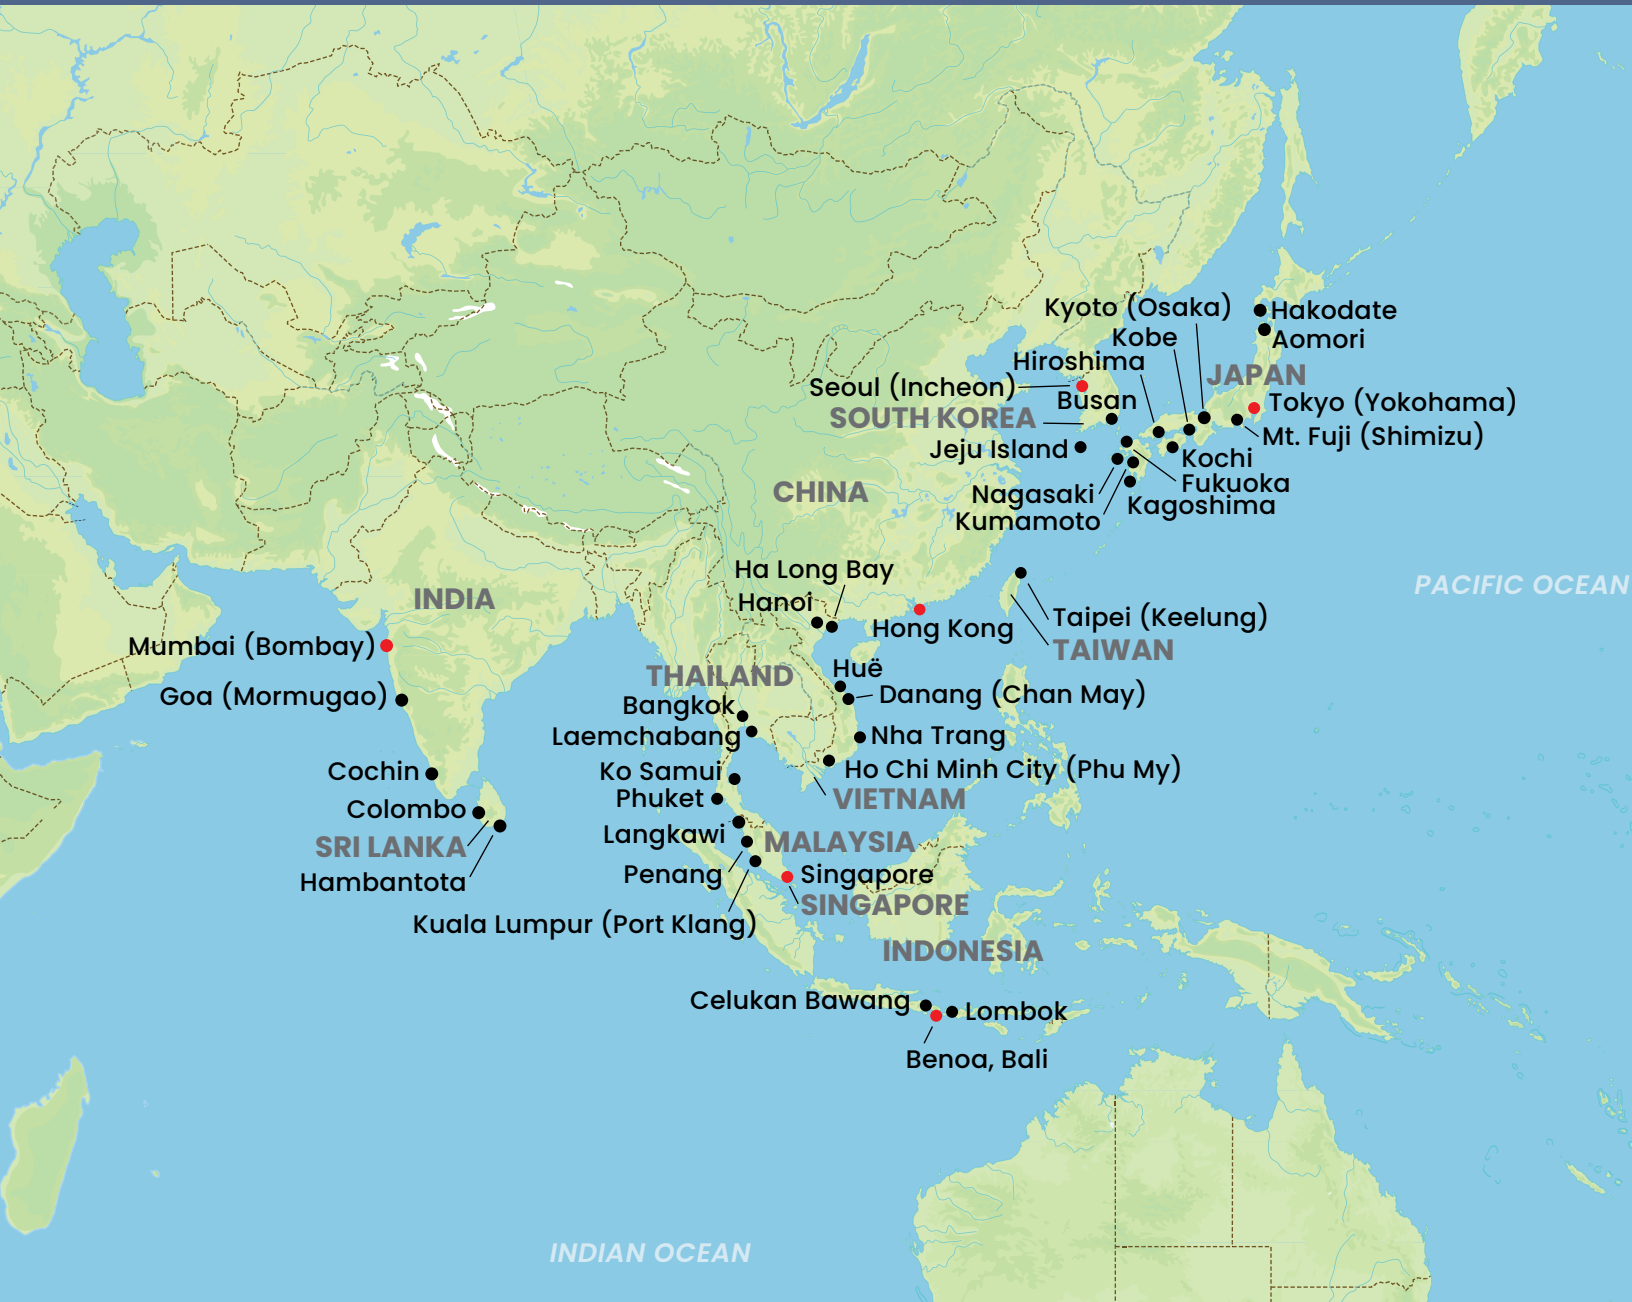 Kyoto (Osaka)
Hakodate
Kobe
Aomori
Hiroshima
JAPAN
Seoul (Incheon)
Busan
Tokyo (Yokohama)
SOUTH KOREA
Mt. Fuji (Shimizu)
Jeju Island
Kochi
Fukuoka
CHINA
Nagasaki
Kagoshima
Kumamoto
Ha Long Bay
PACIFIC OCEAN
INDIA
Hanoi
Hong Kong
Taipei (Keelung)
Mumbai (Bombay)
TAIWAN
THAILAND
Huë
Goa (Mormugao)
Danang (Chan May)
Bangkok
Laemchabang
Nha Trang
Cochin
Ko Samui
Ho Chi Minh City (Phu My)
Phuket
VIETNAM
Colombo
Langkawi
MALAYSIA
SRI LANKA
Penang
Singapore
Hambantota
SINGAPORE
Kuala Lumpur (Port Klang)
INDONESIA
Celukan Bawang
Lombok
Benoa, Bali
INDIAN OCEAN